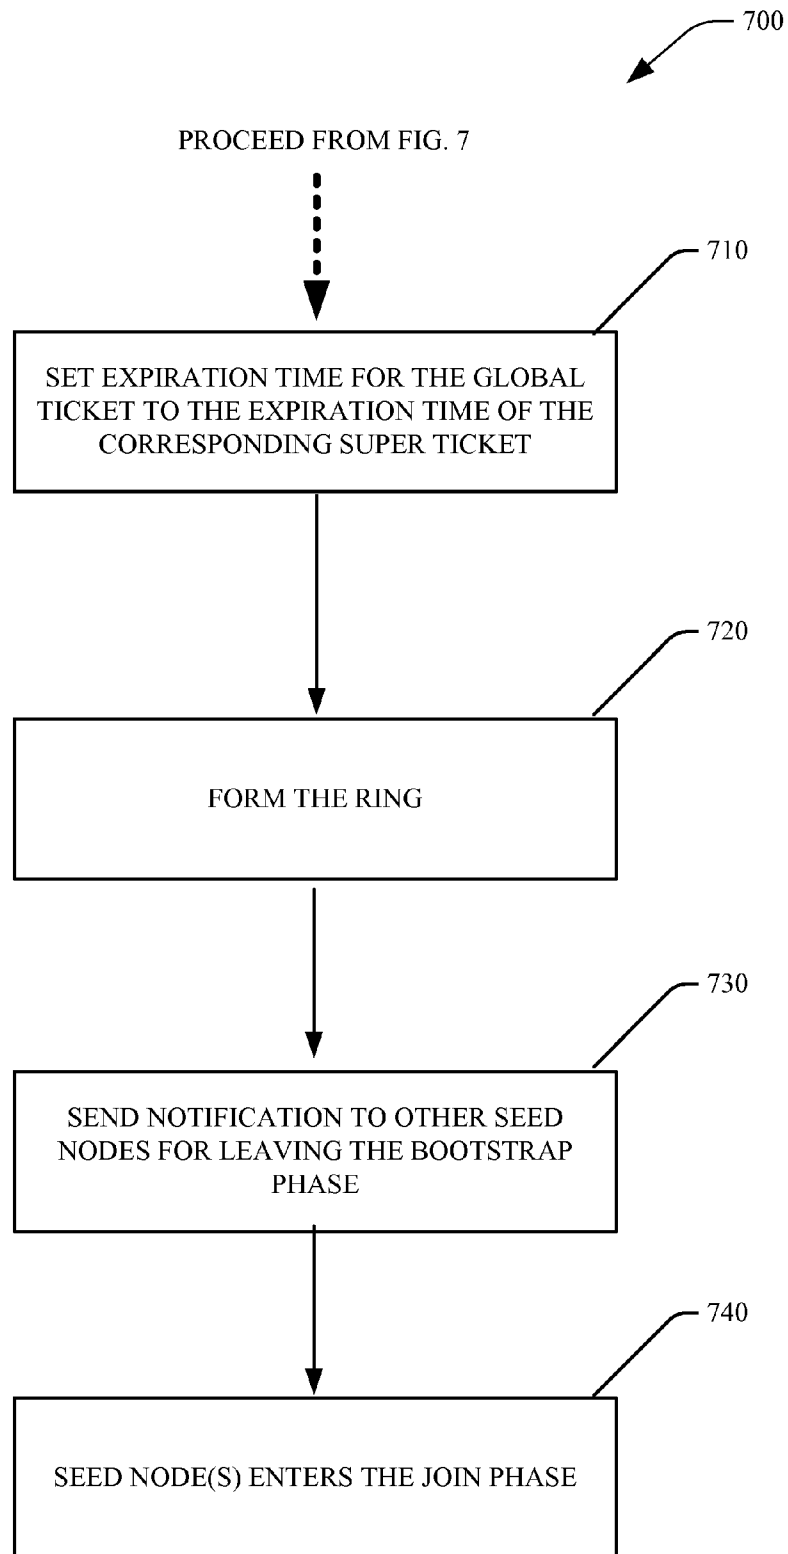 700
PROCEED FROM FIG. 7
710
SET EXPIRATION TIME FOR THE GLOBAL
TICKET TO THE EXPIRATION TIME OF THE
CORRESPONDING SUPER TICKET
720
FORM THE RING
730
SEND NOTIFICATION TO OTHER SEED
NODES FOR LEAVING THE BOOTSTRAP
PHASE
740
SEED NODE(S) ENTERS THE JOIN PHASE